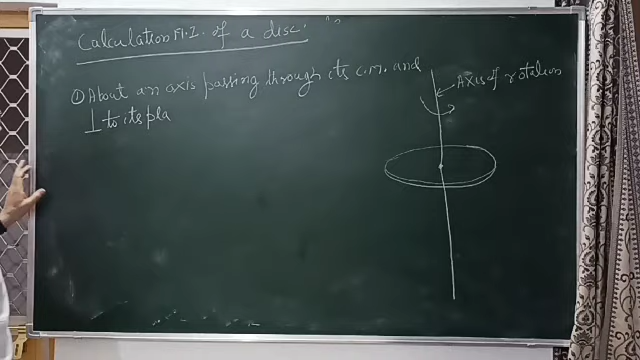 Calculation M.I. of a disc.
① About an axis passing through its C.M. and
⊥ to its pla
Axis of rotation